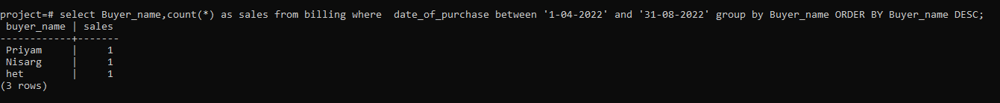 project=# select Buyer_name,count(*) as sales from billing where  date_of_purchase between '1-04-2022' and '31-08-2022' group by Buyer_name ORDER BY Buyer_name DESC;
 buyer_name | sales
------------+-------
 Priyam     |     1
 Nisarg     |     1
 het        |     1
(3 rows)